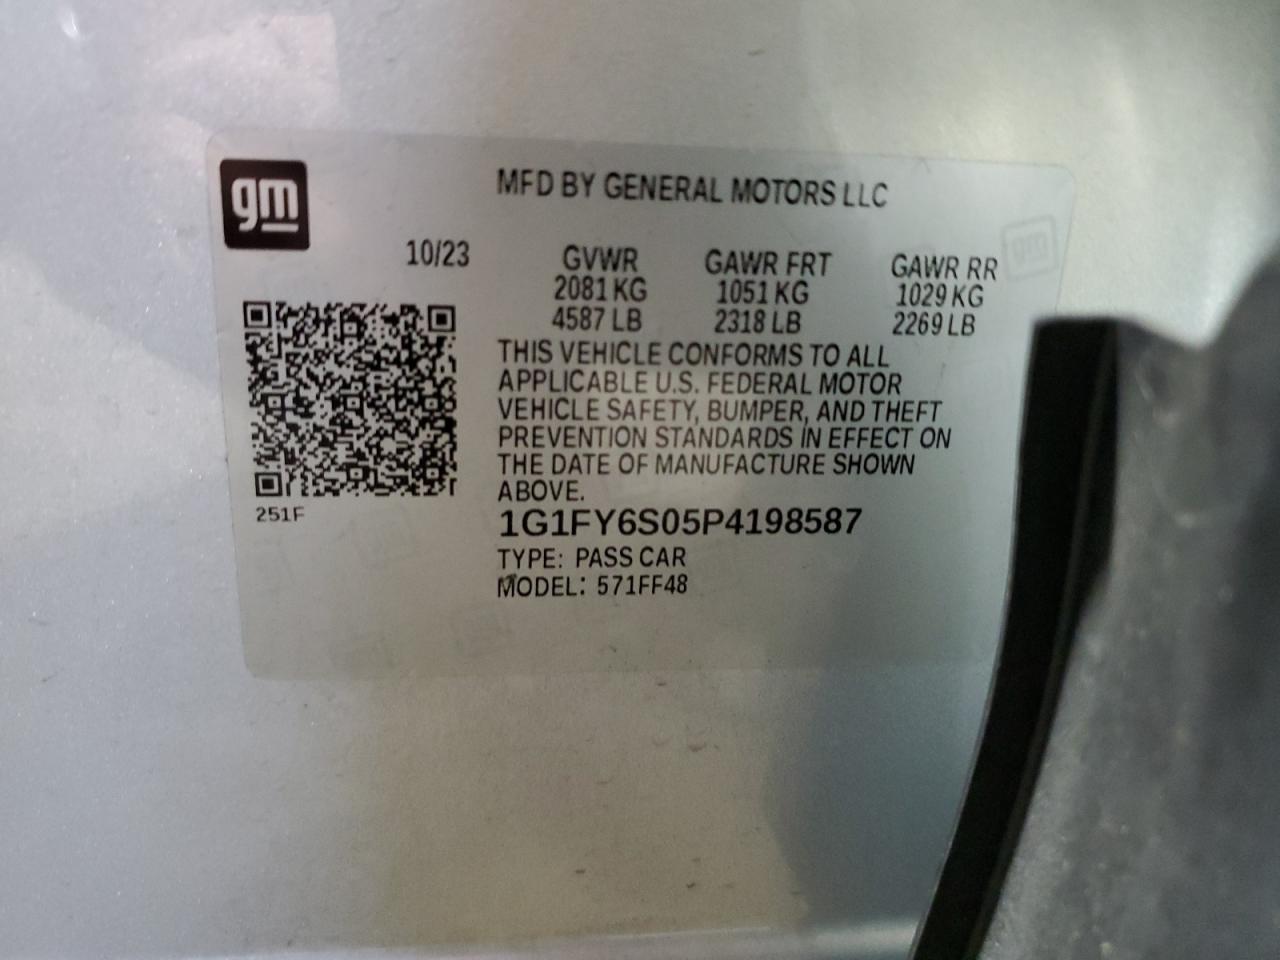 gm
MFD BY GENERAL MOTORS LLC
10/23 GVWR GAWR FRT GAWR RR
2081 KG 1051 KG 1029 KG
4587 LB 2318 LB 2269 LB
THIS VEHICLE CONFORMS TO ALL
APPLICABLE U.S. FEDERAL MOTOR
VEHICLE SAFETY, BUMPER, AND THEFT
PREVENTION STANDARDS IN EFFECT ON
THE DATE OF MANUFACTURE SHOWN
ABOVE.
251F
1G1FY6S05P4198587
TYPE: PASS CAR
MODEL: 571FF48
gm